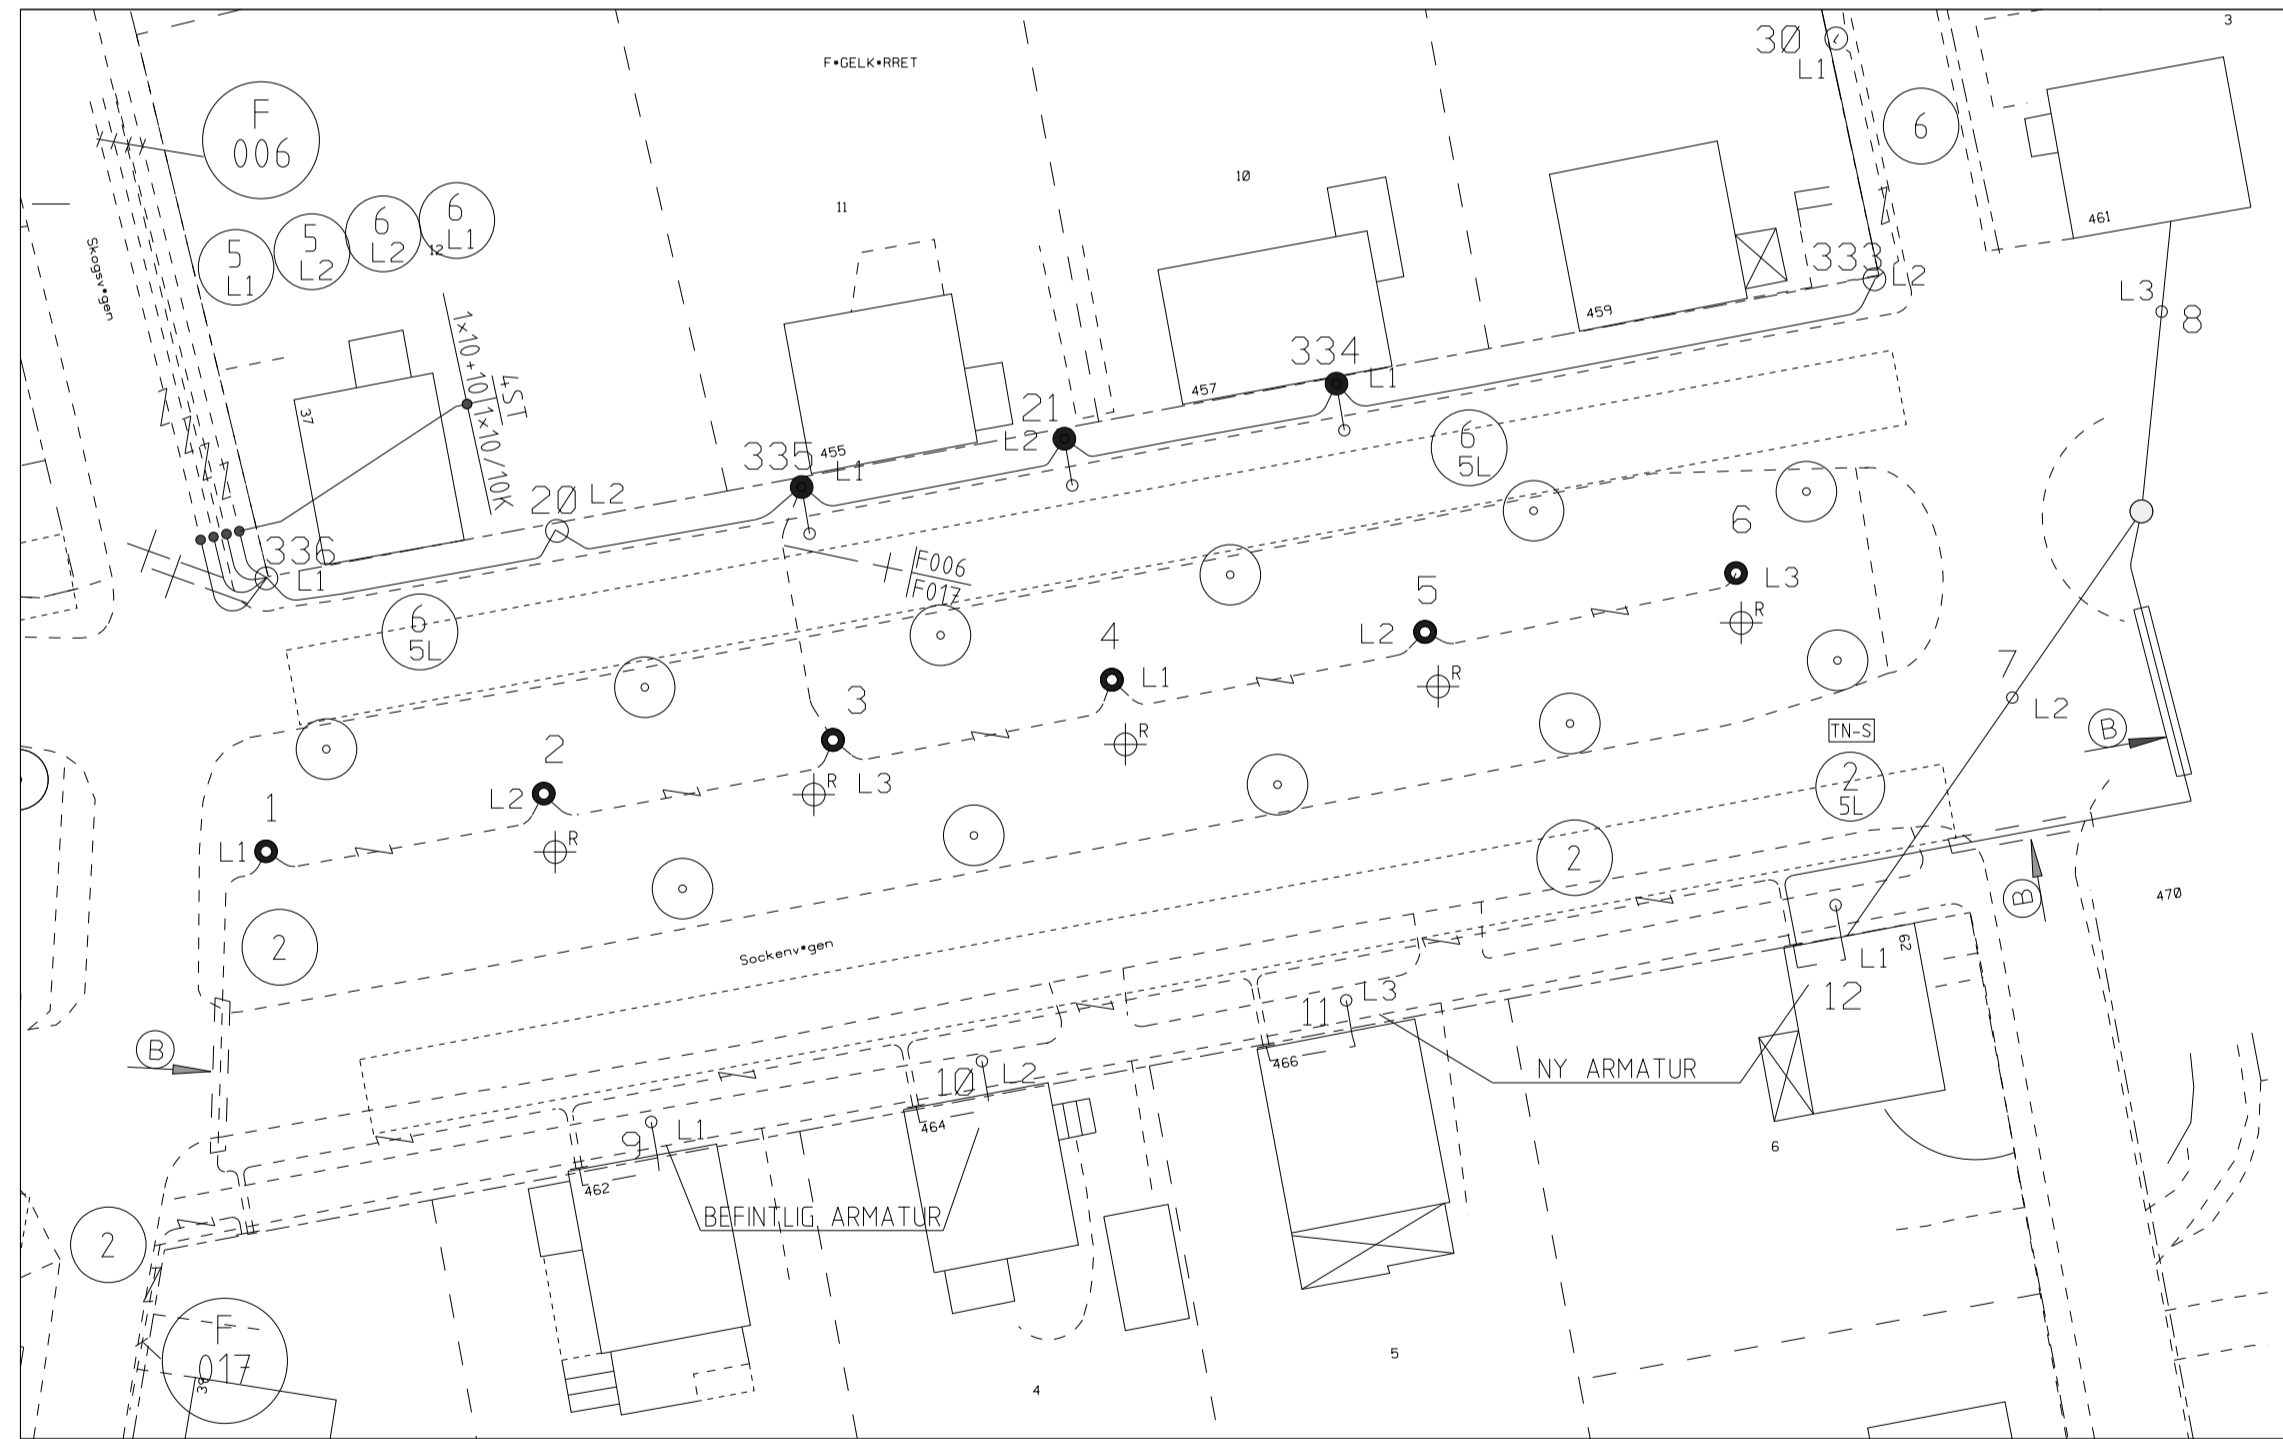 3
30
L1
F•GELK•RRET
F
006
6
10
11
461
5
L1
5
L2
6
L2
6
L1
12
Skogsv•gen
333
L2
L3
8
459
1x10+10
1x10/10K
4ST
334
L1
457
37
21
L2
335
L1
455
6
5L
20
L2
336
L1
F006
F017
6
L3
R
5
L2
R
6
5L
4
L1
R
7
L2
3
L3
R
TN-S
B
2
L2
R
2
5L
1
L1
2
470
B
2
Sockenv•gen
62
L1
12
11
L3
466
B
NY ARMATUR
10
L2
464
9
L1
462
6
BEFINTLIG ARMATUR
2
F
017
38
5
4